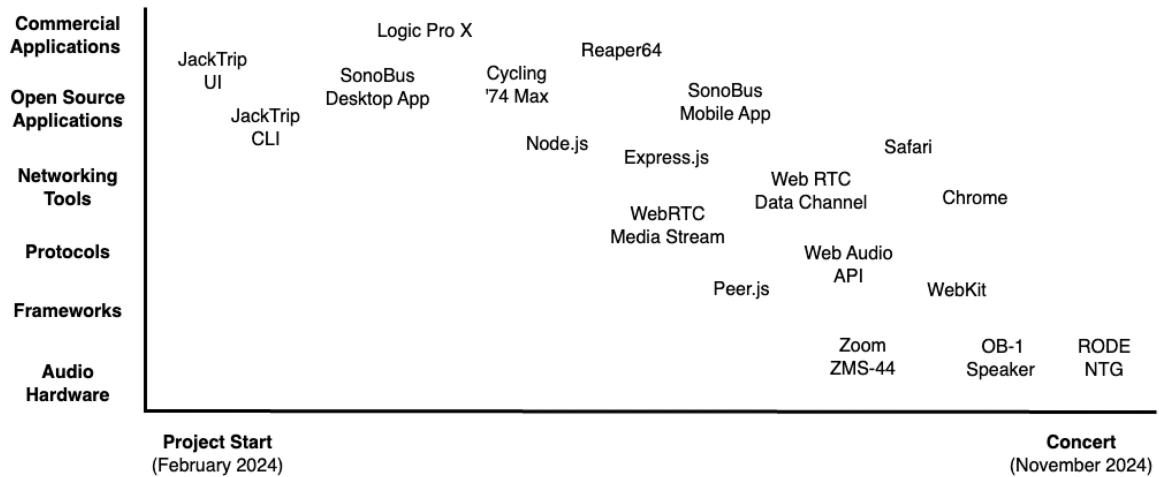 Commercial
Applications
Logic Pro X
Reaper64
JackTrip
UI
SonoBus
Desktop App
Cycling
'74 Max
Open Source
Applications
SonoBus
Mobile App
JackTrip
CLI
Node.js
Express.js
Safari
Networking
Tools
Web RTC
Data Channel
Chrome
WebRTC
Media Stream
Protocols
Web Audio
API
Peer.js
WebKit
Frameworks
Zoom
ZMS-44
OB-1
Speaker
RODE
NTG
Audio
Hardware
Project Start
(February 2024)
Concert
(November 2024)